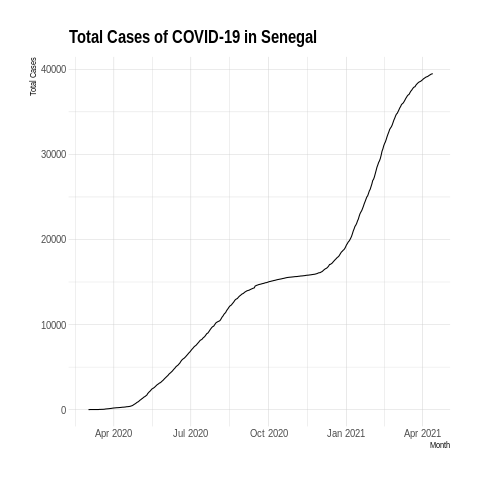 Total Cases of COVID-19 in Senegal
Total Cases
40000
30000
20000
10000
0
Apr 2020 Jul 2020 Oct 2020 Jan 2021 Apr 2021
Month